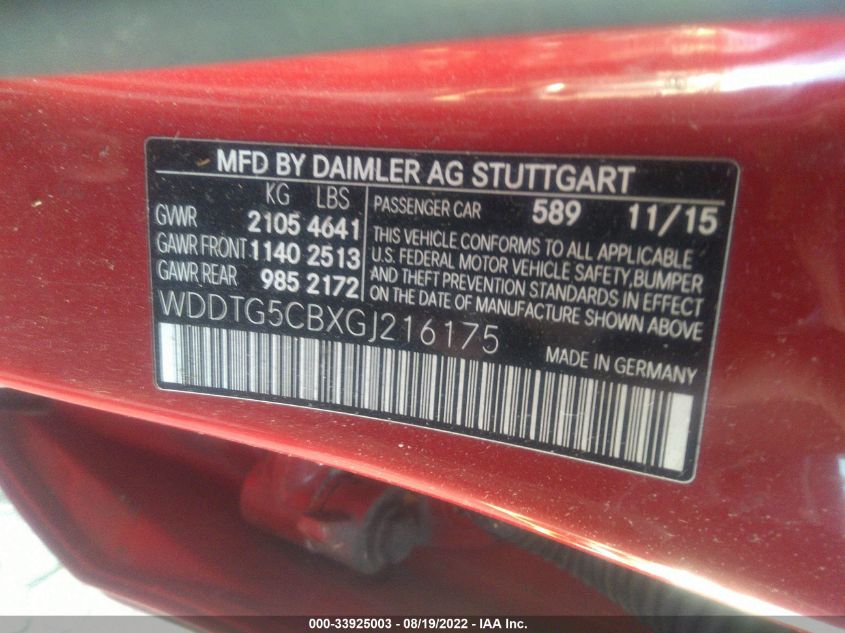 MFD BY DAIMLER AG STUTTGART
KG LBS
GVWR 2105 4641
GAWR FRONT 1140 2513
GAWR REAR 985 2172
PASSENGER CAR 589 11/15
THIS VEHICLE CONFORMS TO ALL APPLICABLE
U.S. FEDERAL MOTOR VEHICLE SAFETY, BUMPER
AND THEFT PREVENTION STANDARDS IN EFFECT
ON THE DATE OF MANUFACTURE SHOWN ABOVE
WDDTG5CBXGJ216175
MADE IN GERMANY
000-33925003 - 08/19/2022 - IAA Inc.